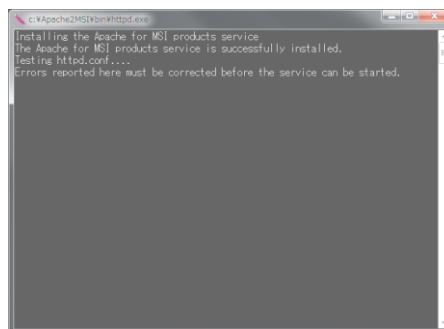 c:¥Apache2MSI¥bin¥httpd.exe
Installing the Apache for MSI products service
The Apache for MSI products service is successfully installed.
Testing httpd.conf....
Errors reported here must be corrected before the service can be started.